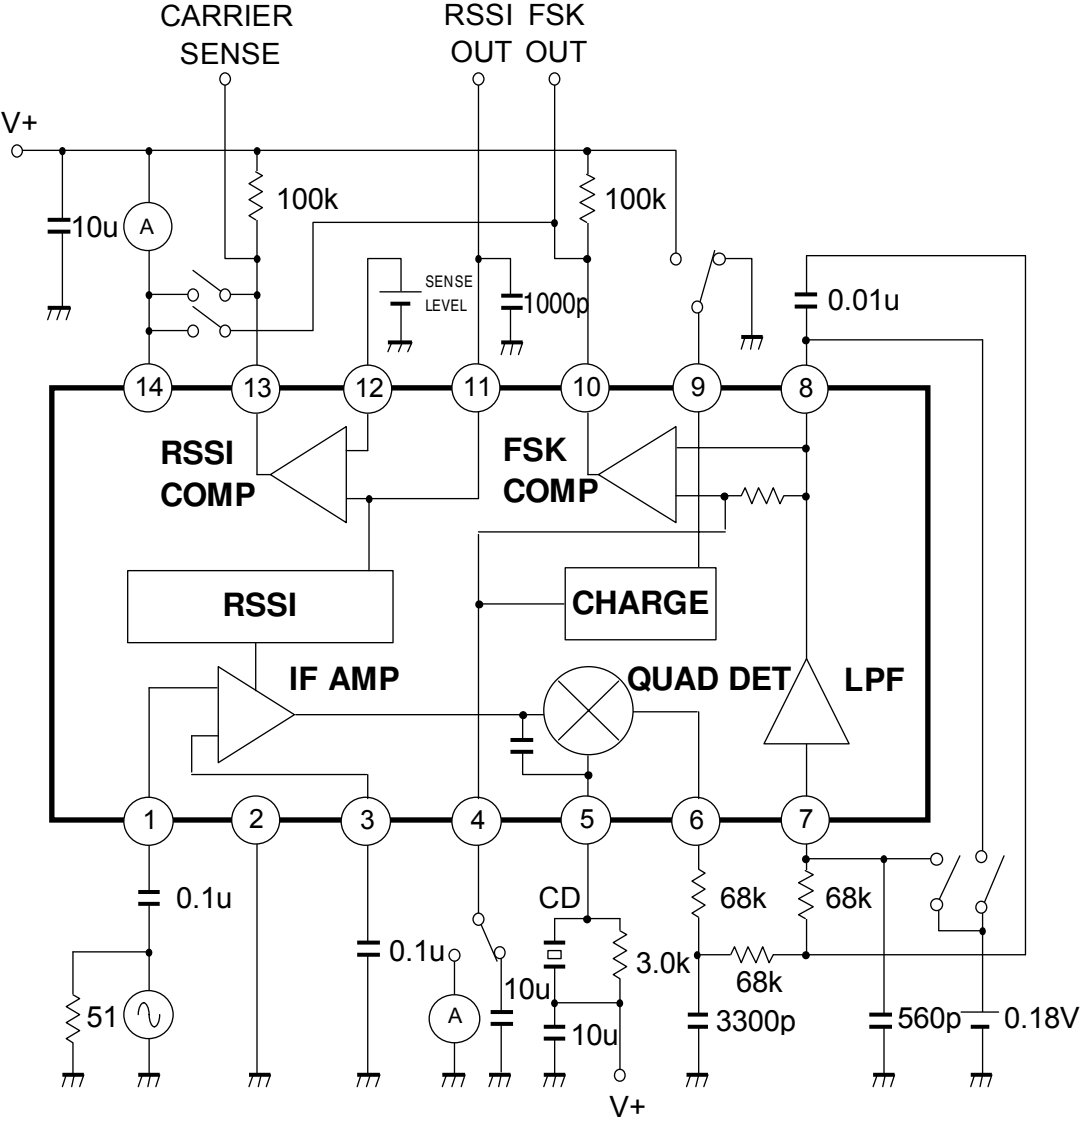 CARRIER
SENSE
RSSI
OUT
FSK
OUT
V+
10u
A
100k
100k
SENSE
LEVEL
1000p
0.01u
14
13
12
11
10
9
8
RSSI
COMP
FSK
COMP
RSSI
CHARGE
IF AMP
QUAD DET
LPF
1
2
3
4
5
6
7
0.1u
CD
68k
68k
0.1u
3.0k
68k
10u
51
A
10u
3300p
560p
0.18V
V+